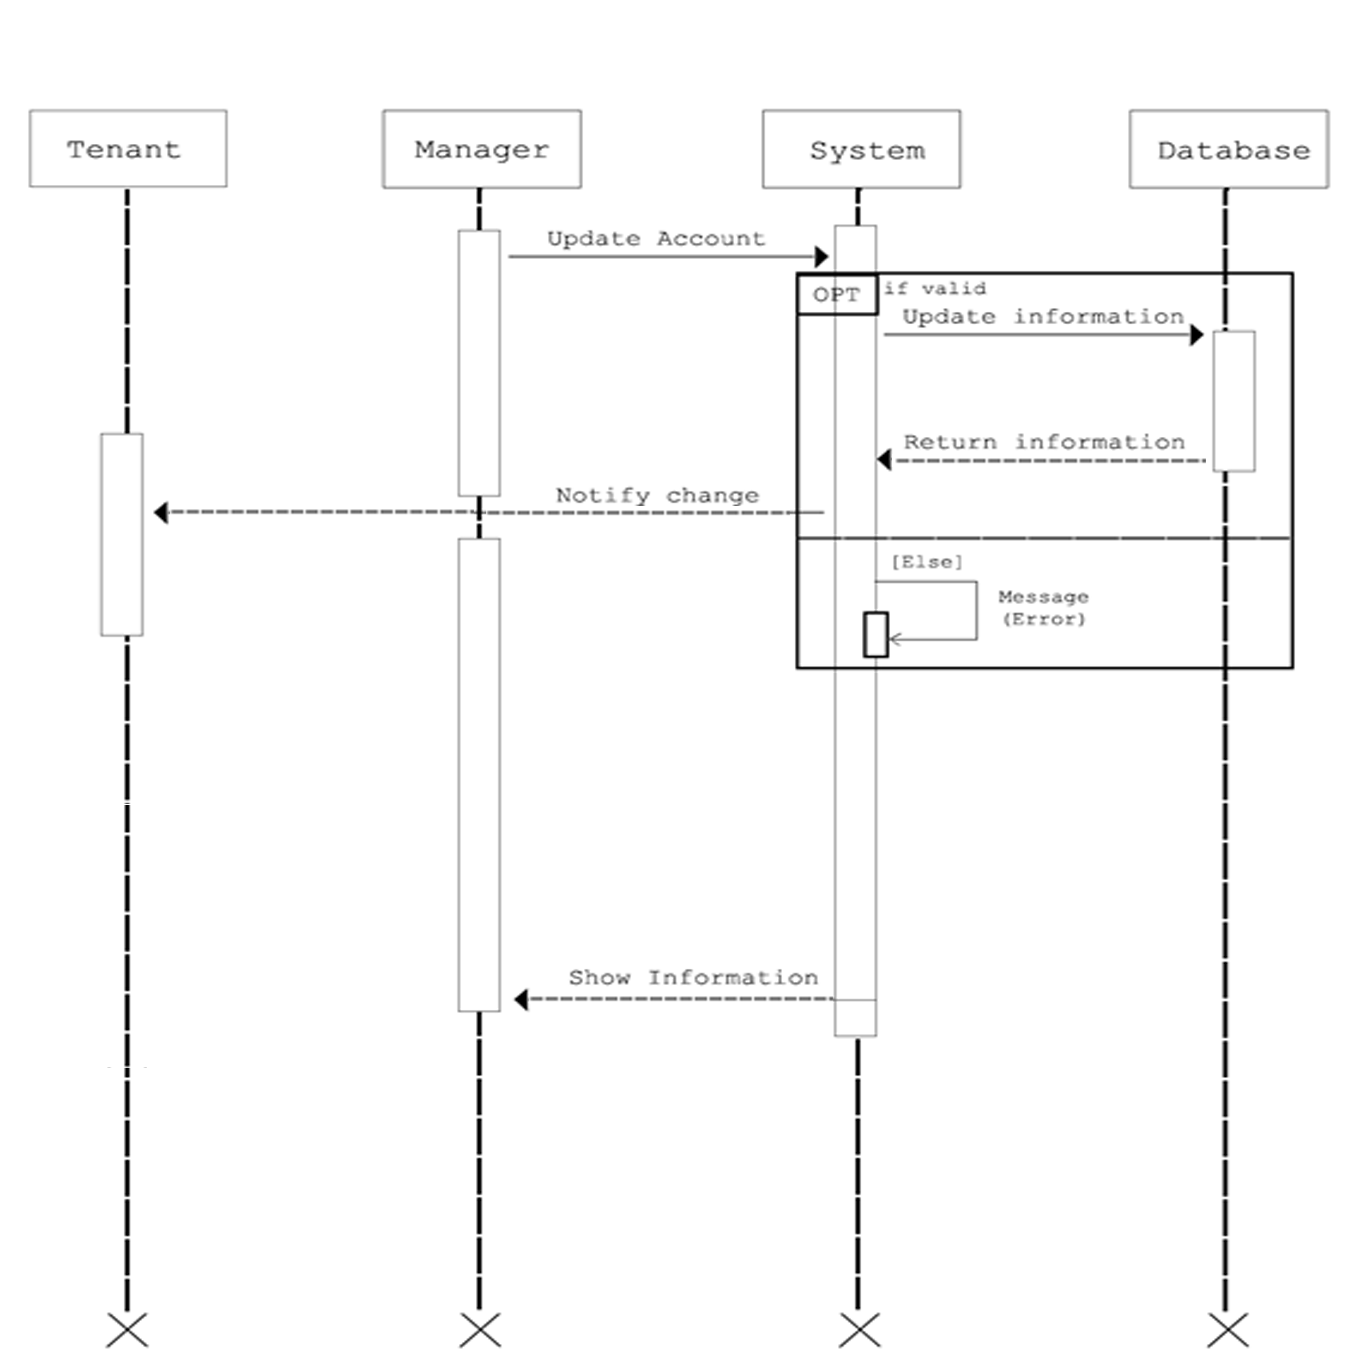 Tenant
Manager
System
Database
Update Account
OPT
if valid
Update information
Return information
Notify change
[Else]
Message
(Error)
Show Information